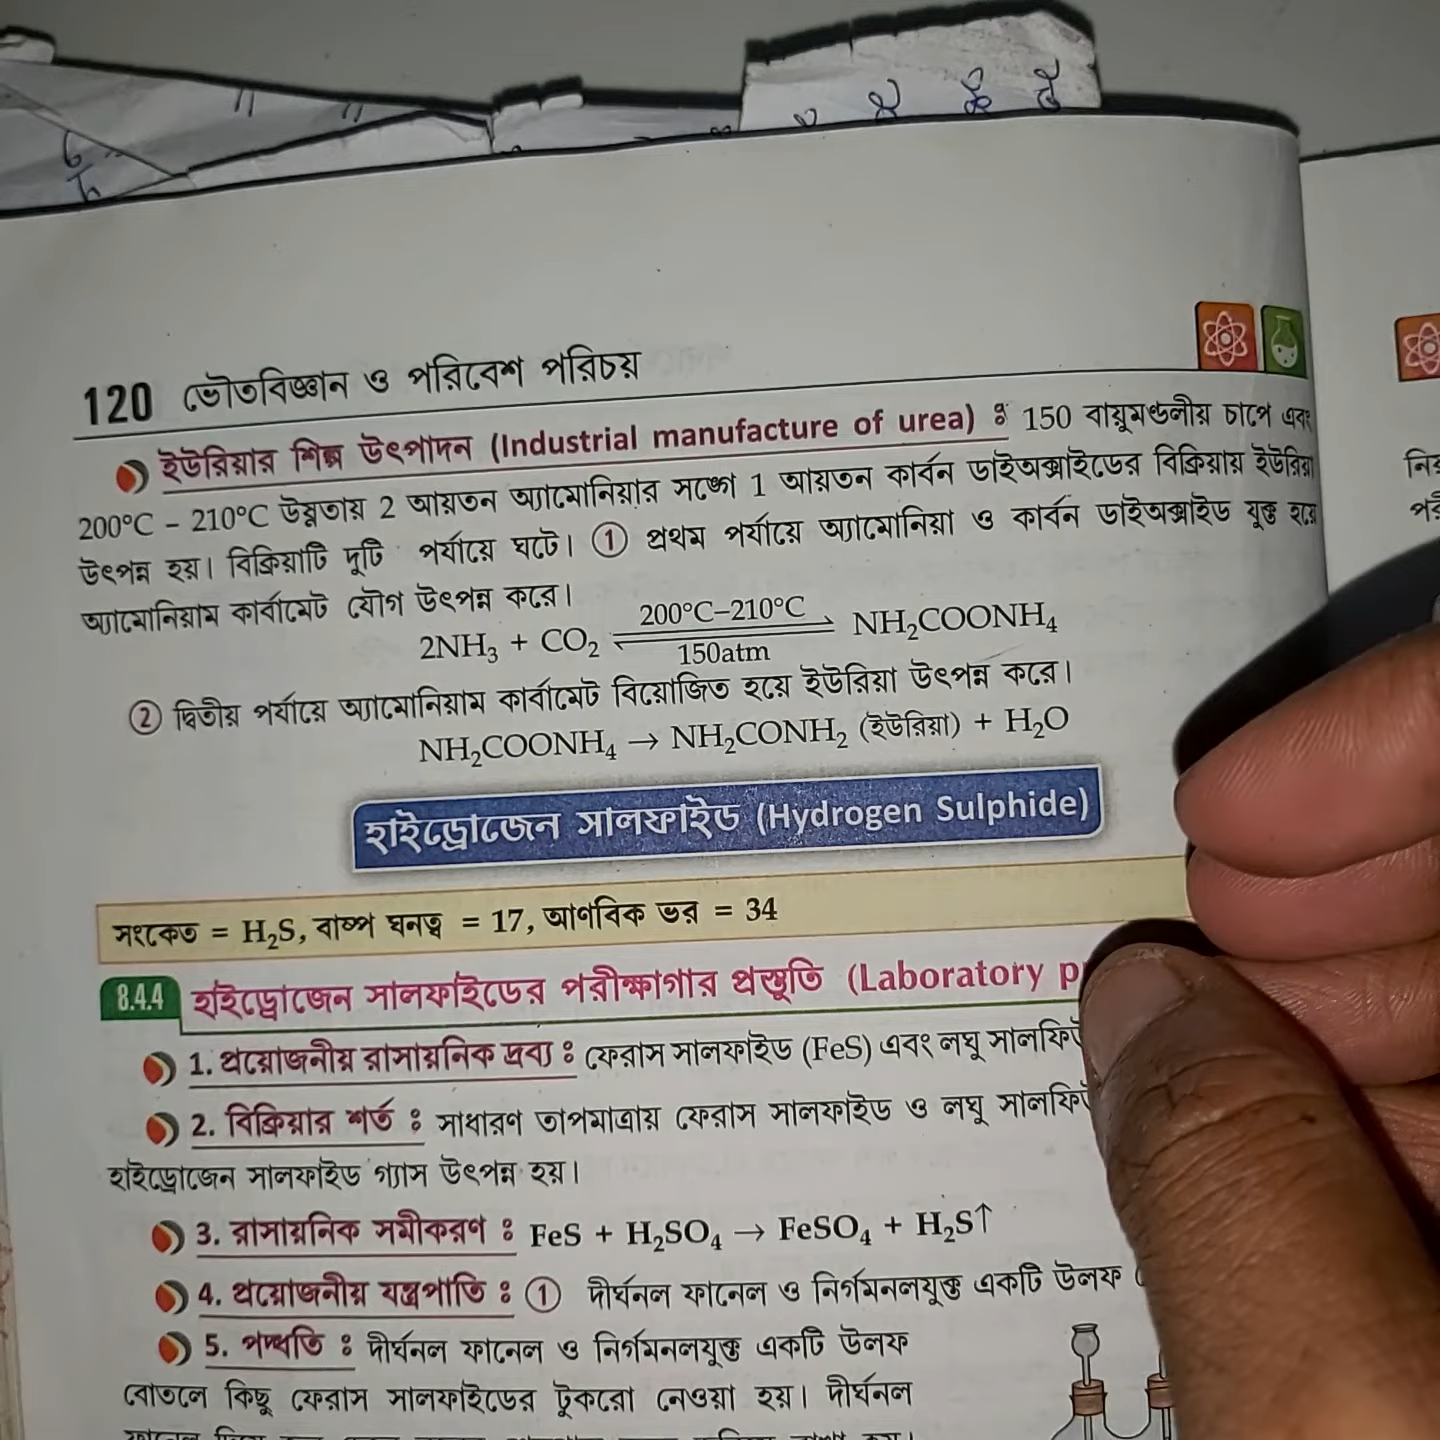 120 ভৌতবিজ্ঞান ও পরিবেশ পরিচয়
ইউরিয়ার শিল্প উৎপাদন (Industrial manufacture of urea) ঃ 150 বায়ুমণ্ডলীয় চাপে এবং
200°C – 210°C উষ্ণতায় 2 আয়তন অ্যামোনিয়ার সঙ্গে 1 আয়তন কার্বন ডাইঅক্সাইডের বিক্রিয়ায় ইউরিয়া
উৎপন্ন হয়। বিক্রিয়াটি দুটি পর্যায়ে ঘটে। ① প্রথম পর্যায়ে অ্যামোনিয়া ও কার্বন ডাইঅক্সাইড যুক্ত হয়ে
অ্যামোনিয়াম কার্বামেট যৌগ উৎপন্ন করে।
2NH₃ + CO₂ ⇌ 200°C–210°C 150atm NH₂COONH₄
② দ্বিতীয় পর্যায়ে অ্যামোনিয়াম কার্বামেট বিয়োজিত হয়ে ইউরিয়া উৎপন্ন করে।
NH₂COONH₄ → NH₂CONH₂ (ইউরিয়া) + H₂O
হাইড্রোজেন সালফাইড (Hydrogen Sulphide)
সংকেত = H₂S, বাষ্প ঘনত্ব = 17, আণবিক ভর = 34
8.4.4 হাইড্রোজেন সালফাইডের পরীক্ষাগার প্রস্তুতি (Laboratory
1. প্রয়োজনীয় রাসায়নিক দ্রব্য ঃ ফেরাস সালফাইড (FeS) এবং লঘু
2. বিক্রিয়ার শর্ত ঃ সাধারণ তাপমাত্রায় ফেরাস সালফাইড ও লঘু
হাইড্রোজেন সালফাইড গ্যাস উৎপন্ন হয়।
3. রাসায়নিক সমীকরণ ঃ FeS + H₂SO₄ → FeSO₄ + H₂S↑
4. প্রয়োজনীয় যন্ত্রপাতি ঃ ① দীর্ঘনল ফানেল ও নির্গমনলযুক্ত একটি উলফ
5. পদ্ধতি ঃ দীর্ঘনল ফানেল ও নির্গমনলযুক্ত একটি উলফ
বোতলে কিছু ফেরাস সালফাইডের টুকরো নেওয়া হয়। দীর্ঘনল